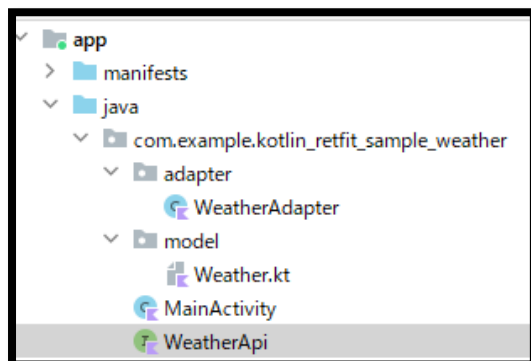 app
manifests
java
com.example.kotlin_retfit_sample_weather
adapter
WeatherAdapter
model
Weather.kt
MainActivity
WeatherApi